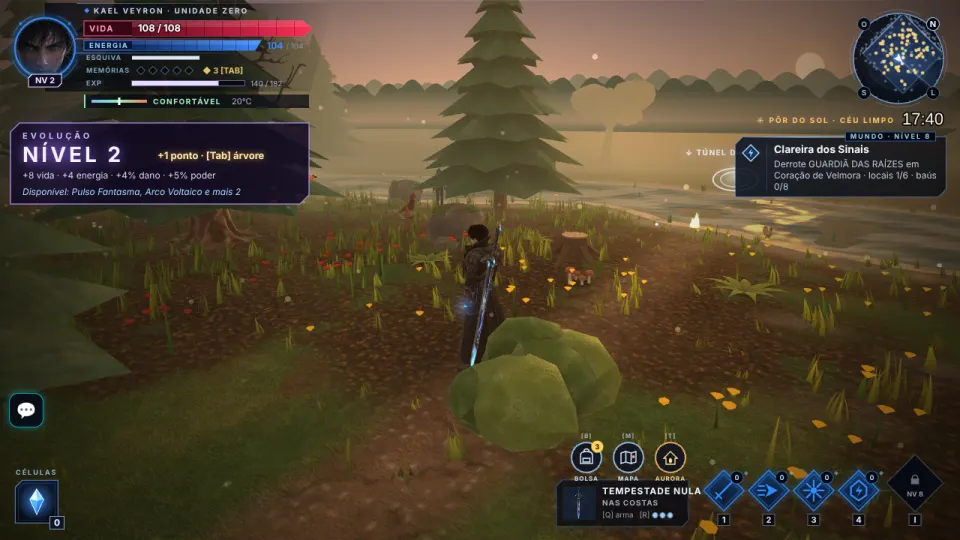 KAEL VEYRON · UNIDADE ZERO
VIDA 108 / 108
ENERGIA 104 / 104
ESQUIVA
MEMÓRIAS 3 [TAB]
NV 2
EXP 140 / 187
CONFORTÁVEL 20°C
EVOLUÇÃO
NÍVEL 2 +1 ponto · [Tab] árvore
+8 vida · +4 energia · +4% dano · +5% poder
Disponível: Pulso Fantasma, Arco Voltaico e mais 2
O N
S L
PÔR DO SOL · CÉU LIMPO 17:40
MUNDO · NÍVEL 8
↓ TÚNEL D
Clareira dos Sinais
Derrote GUARDIÃ DAS RAÍZES em
Coração de Velmora · locais 1/6 · baús
0/8
CÉLULAS
0
[B] [M] [T]
3
BOLSA MAPA AURORA
TEMPESTADE NULA
NAS COSTAS
[Q] arma [R]
0 0 0 0
NV 8
1 2 3 4 I